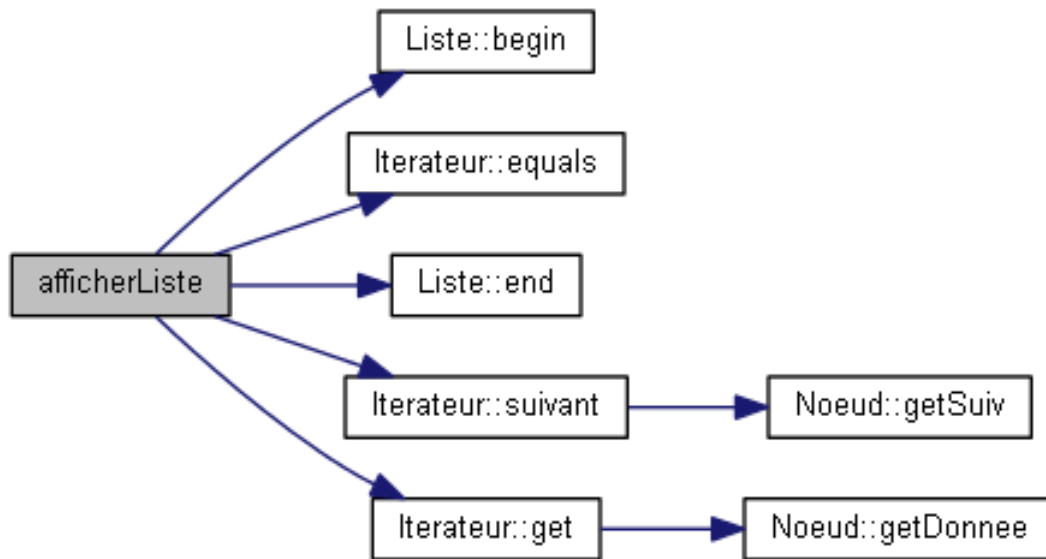 Liste::begin
Iterateur::equals
afficherListe
Liste::end
Iterateur::suivant
Noeud::getSuiv
Iterateur::get
Noeud::getDonnee